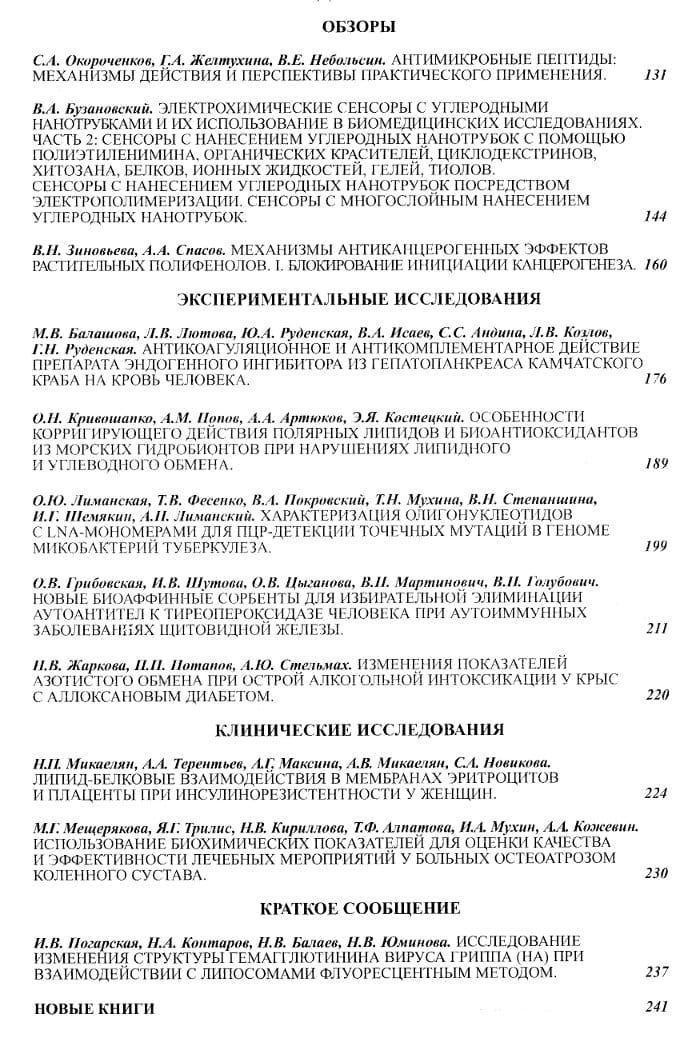 ОБЗОРЫ
С.А. Окороченков, Г.А. Желтухина, В.Е. Небольсин. АНТИМИКРОБНЫЕ ПЕПТИДЫ:
МЕХАНИЗМЫ ДЕЙСТВИЯ И ПЕРСПЕКТИВЫ ПРАКТИЧЕСКОГО ПРИМЕНЕНИЯ. 131
В.А. Бузановский. ЭЛЕКТРОХИМИЧЕСКИЕ СЕНСОРЫ С УГЛЕРОДНЫМИ
НАНОТРУБКАМИ И ИХ ИСПОЛЬЗОВАНИЕ В БИОМЕДИЦИНСКИХ ИССЛЕДОВАНИЯХ.
ЧАСТЬ 2: СЕНСОРЫ С НАНЕСЕНИЕМ УГЛЕРОДНЫХ НАНОТРУБОК С ПОМОЩЬЮ
ПОЛИЭТИЛЕНИМИНА, ОРГАНИЧЕСКИХ КРАСИТЕЛЕЙ, ЦИКЛОДЕКСТРИНОВ,
ХИТОЗАНА, БЕЛКОВ, ИОННЫХ ЖИДКОСТЕЙ, ГЕЛЕЙ, ТИОЛОВ.
СЕНСОРЫ С НАНЕСЕНИЕМ УГЛЕРОДНЫХ НАНОТРУБОК ПОСРЕДСТВОМ
ЭЛЕКТРОПОЛИМЕРИЗАЦИИ. СЕНСОРЫ С МНОГОСЛОЙНЫМ НАНЕСЕНИЕМ
УГЛЕРОДНЫХ НАНОТРУБОК. 144
В.Н. Зиновьева, А.А. Спасов. МЕХАНИЗМЫ АНТИКАНЦЕРОГЕННЫХ ЭФФЕКТОВ
РАСТИТЕЛЬНЫХ ПОЛИФЕНОЛОВ. I. БЛОКИРОВАНИЕ ИНИЦИАЦИИ КАНЦЕРОГЕНЕЗА. 160
ЭКСПЕРИМЕНТАЛЬНЫЕ ИССЛЕДОВАНИЯ
М.В. Балашова, Л.В. Лютова, Ю.А. Руденская, В.А. Исаев, С.С. Андина, Л.В. Козлов,
Г.Н. Руденская. АНТИКОАГУЛЯЦИОННОЕ И АНТИКОМПЛЕМЕНТАРНОЕ ДЕЙСТВИЕ
ПРЕПАРАТА ЭНДОГЕННОГО ИНГИБИТОРА ИЗ ГЕПАТОПАНКРЕАСА КАМЧАТСКОГО
КРАБА НА КРОВЬ ЧЕЛОВЕКА. 176
О.Н. Кривошапко, А.М. Попов, А.А. Артюков, Э.Я. Костецкий. ОСОБЕННОСТИ
КОРРИГИРУЮЩЕГО ДЕЙСТВИЯ ПОЛЯРНЫХ ЛИПИДОВ И БИОАНТИОКСИДАНТОВ
ИЗ МОРСКИХ ГИДРОБИОНТОВ ПРИ НАРУШЕНИЯХ ЛИПИДНОГО
И УГЛЕВОДНОГО ОБМЕНА. 189
О.Ю. Лиманская, Т.В. Фесенко, В.А. Покровский, Т.Н. Мухина, В.Н. Степаншина,
И.Г. Шемякин, А.П. Лиманский. ХАРАКТЕРИЗАЦИЯ ОЛИГОНУКЛЕОТИДОВ
С LNA-МОНОМЕРАМИ ДЛЯ ПЦР-ДЕТЕКЦИИ ТОЧЕЧНЫХ МУТАЦИЙ В ГЕНОМЕ
МИКОБАКТЕРИЙ ТУБЕРКУЛЕЗА. 199
О.В. Грибовская, И.В. Шутова, О.В. Цыганова, В.П. Мартинович, В.П. Голубович.
НОВЫЕ БИОАФФИННЫЕ СОРБЕНТЫ ДЛЯ ИЗБИРАТЕЛЬНОЙ ЭЛИМИНАЦИИ
АУТОАНТИТЕЛ К ТИРЕОПЕРОКСИДАЗЕ ЧЕЛОВЕКА ПРИ АУТОИММУННЫХ
ЗАБОЛЕВАНИЯХ ЩИТОВИДНОЙ ЖЕЛЕЗЫ. 211
И.В. Жаркова, П.П. Потапов, А.Ю. Стельмах. ИЗМЕНЕНИЯ ПОКАЗАТЕЛЕЙ
АЗОТИСТОГО ОБМЕНА ПРИ ОСТРОЙ АЛКОГОЛЬНОЙ ИНТОКСИКАЦИИ У КРЫС
С АЛЛОКСАНОВЫМ ДИАБЕТОМ. 220
КЛИНИЧЕСКИЕ ИССЛЕДОВАНИЯ
Н.П. Микаелян, А.А. Терентьев, А.Г. Максина, А.В. Микаелян, С.А. Новикова.
ЛИПИД-БЕЛКОВЫЕ ВЗАИМОДЕЙСТВИЯ В МЕМБРАНАХ ЭРИТРОЦИТОВ
И ПЛАЦЕНТЫ ПРИ ИНСУЛИНОРЕЗИСТЕНТНОСТИ У ЖЕНЩИН. 224
М.Г. Мещерякова, Я.Г. Трилис, Н.В. Кириллова, Т.Ф. Алпатова, И.А. Мухин, А.А. Кожевин.
ИСПОЛЬЗОВАНИЕ БИОХИМИЧЕСКИХ ПОКАЗАТЕЛЕЙ ДЛЯ ОЦЕНКИ КАЧЕСТВА
И ЭФФЕКТИВНОСТИ ЛЕЧЕБНЫХ МЕРОПРИЯТИЙ У БОЛЬНЫХ ОСТЕОАТРОЗОМ
КОЛЕННОГО СУСТАВА. 230
КРАТКОЕ СООБЩЕНИЕ
И.В. Погарская, Н.А. Контаров, Н.В. Балаев, Н.В. Юминова. ИССЛЕДОВАНИЕ
ИЗМЕНЕНИЯ СТРУКТУРЫ ГЕМАГГЛЮТИНИНА ВИРУСА ГРИППА (НА) ПРИ
ВЗАИМОДЕЙСТВИИ С ЛИПОСОМАМИ ФЛУОРЕСЦЕНТНЫМ МЕТОДОМ. 237
НОВЫЕ КНИГИ 241